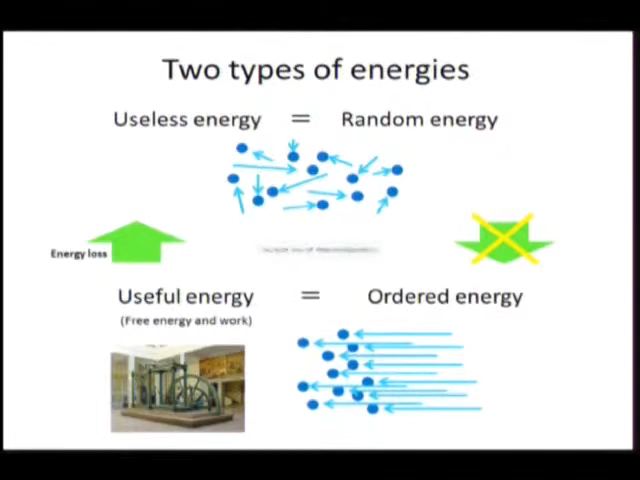 Two types of energies
Useless energy = Random energy
Energy loss
Useful energy = Ordered energy
(Free energy and work)